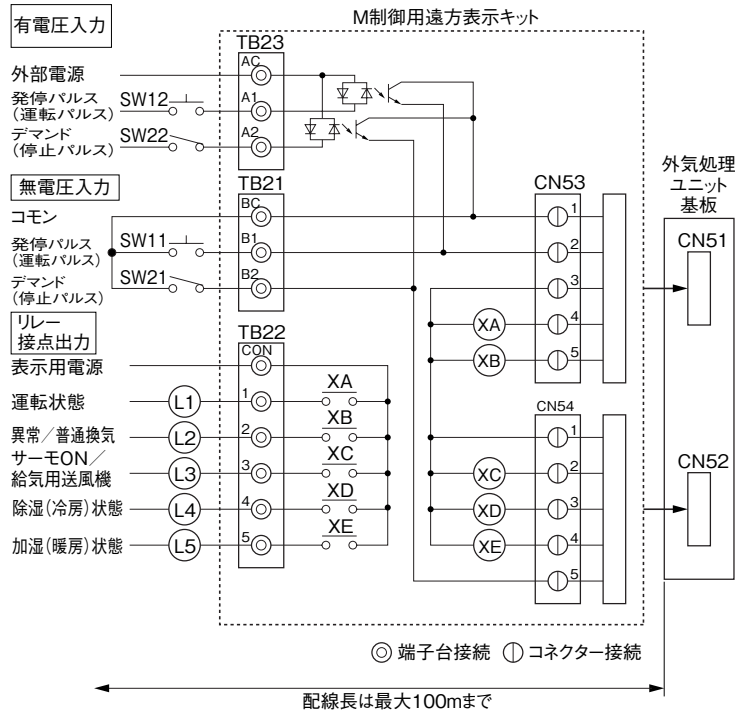 有電圧入力
M制御用遠方表示キット
TB23
外部電源
AC
発停パルス
(運転パルス)
SW12
A1
デマンド
(停止パルス)
SW22
A2
無電圧入力
TB21
CN53
外気処理
ユニット
基板
コモン
BC
1
CN51
発停パルス
(運転パルス)
SW11
B1
2
デマンド
(停止パルス)
SW21
B2
3
リレー
接点出力
TB22
XA
4
CON
XB
5
表示用電源
運転状態
L1
1
XA
CN54
異常/普通換気
L2
2
XB
1
サーモON/
給気用送風機
L3
3
XC
XC
2
CN52
除湿(冷房)状態
L4
4
XD
XD
3
加湿(暖房)状態
L5
5
XE
XE
4
5
端子台接続
コネクター接続
配線長は最大100mまで